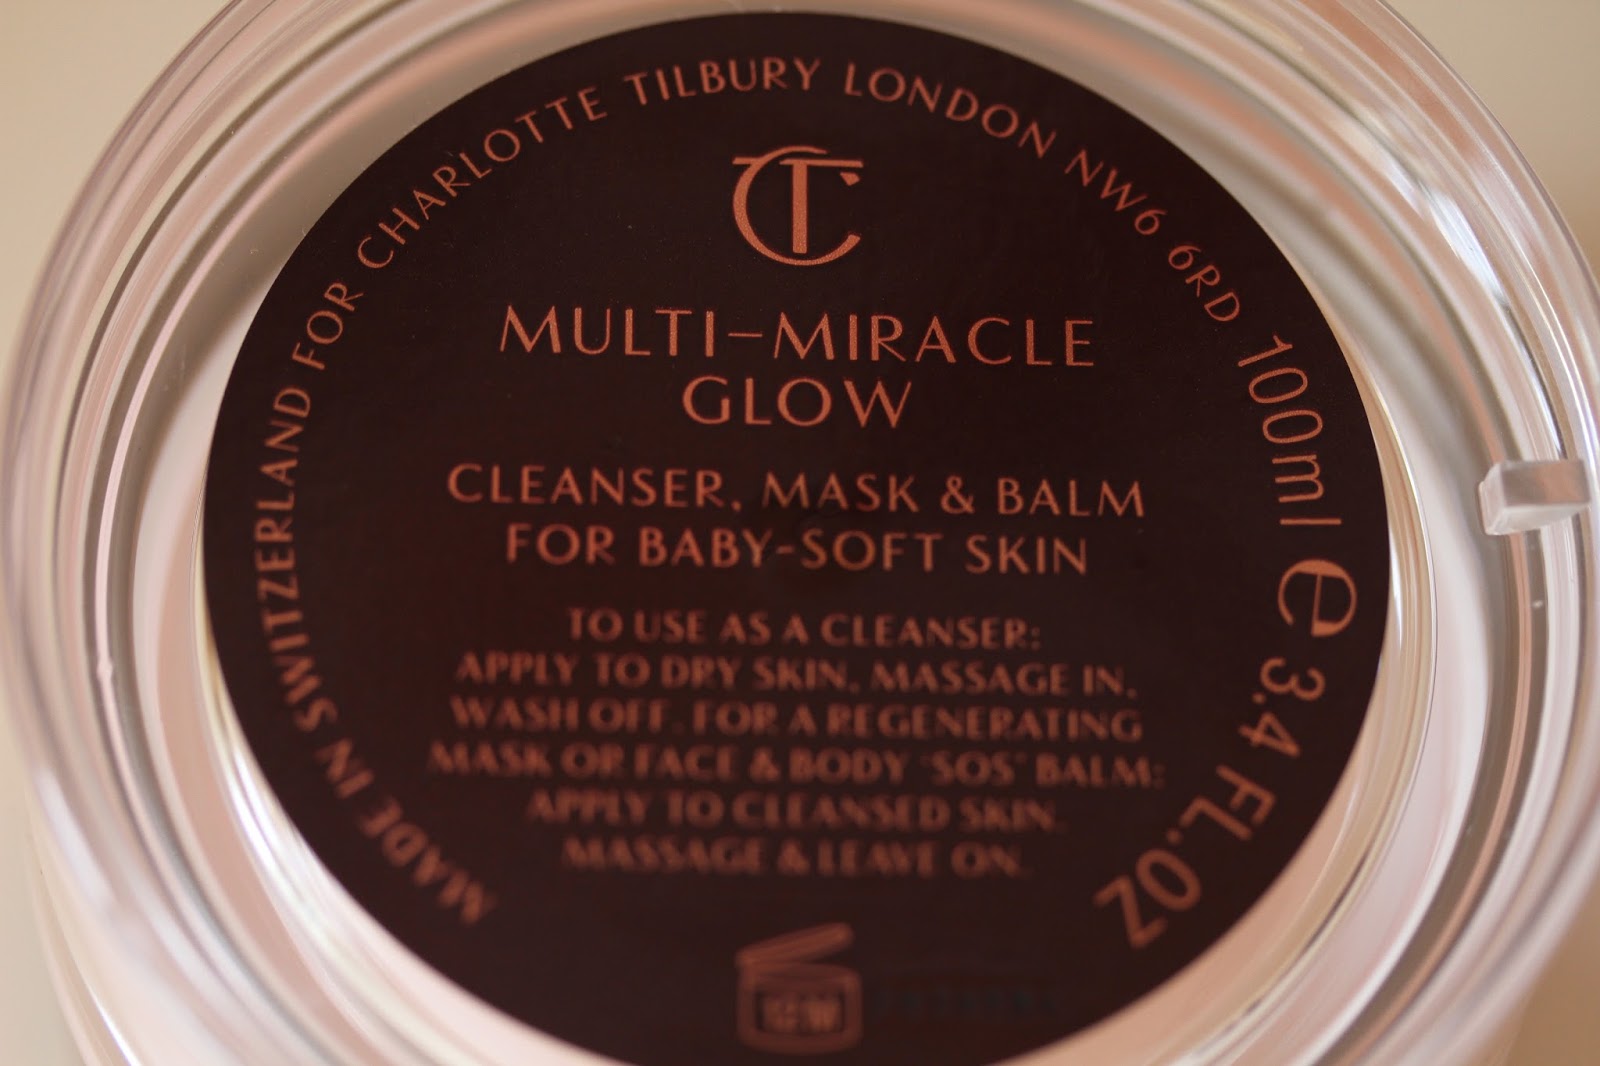 MADE IN SWITZERLAND FOR CHARLOTTE TILBURY LONDON NW6 6RD 100ml e 3.4 FL.OZ
CT
MULTI-MIRACLE
GLOW
CLEANSER, MASK & BALM
FOR BABY-SOFT SKIN
TO USE AS A CLEANSER:
APPLY TO DRY SKIN, MASSAGE IN,
WASH OFF. FOR A REGENERATING
MASK OR FACE & BODY 'SOS' BALM:
APPLY TO CLEANSED SKIN.
MASSAGE & LEAVE ON.
12M